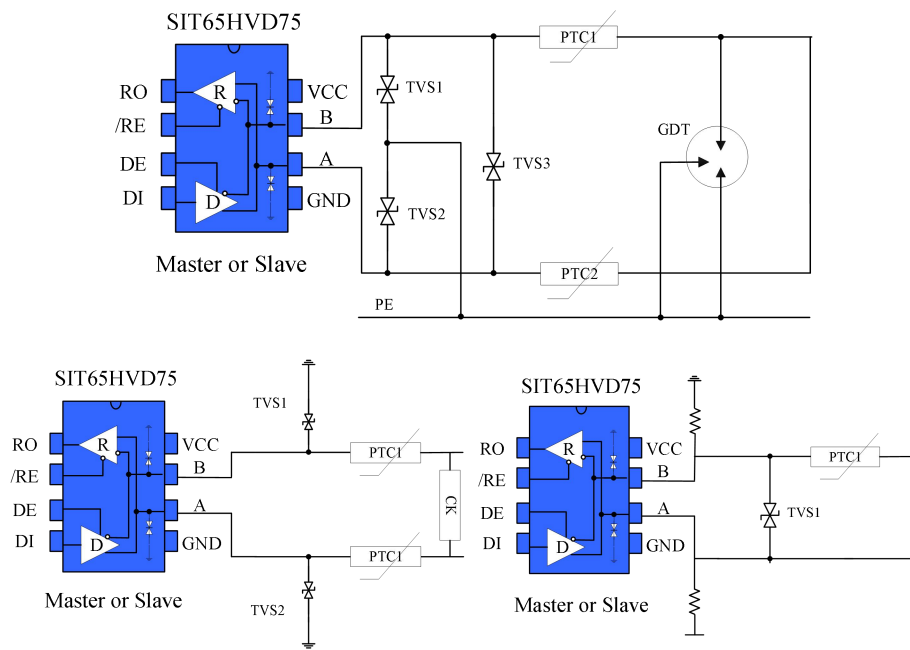 SIT65HVD75
RO
/RE
DE
DI
R
D
VCC
B
A
GND
Master or Slave
TVS1
TVS2
TVS3
PTC1
PTC2
GDT
PE
SIT65HVD75
RO
/RE
DE
DI
R
D
VCC
B
A
GND
Master or Slave
TVS1
TVS2
PTC1
PTC1
CK
SIT65HVD75
RO
/RE
DE
DI
R
D
VCC
B
A
GND
Master or Slave
PTC1
TVS1